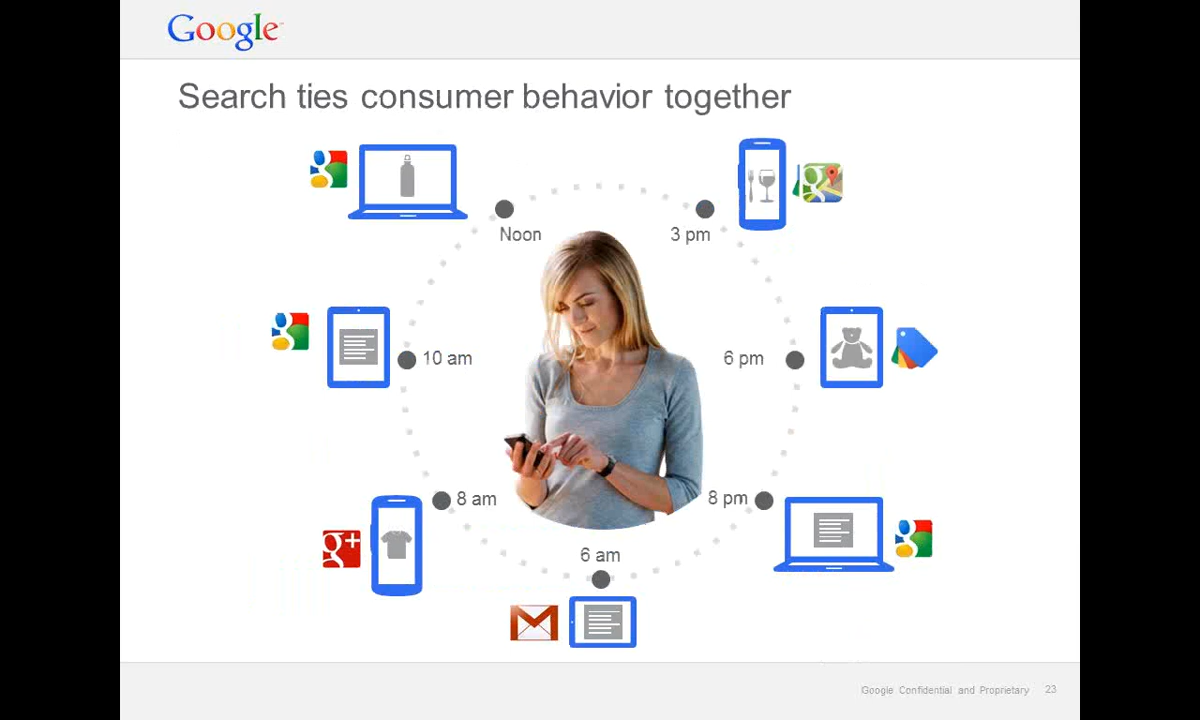 Google
Search ties consumer behavior together
Noon
3 pm
10 am
6 pm
8 am
8 pm
6 am
g+
M
Google Confidential and Proprietary 23